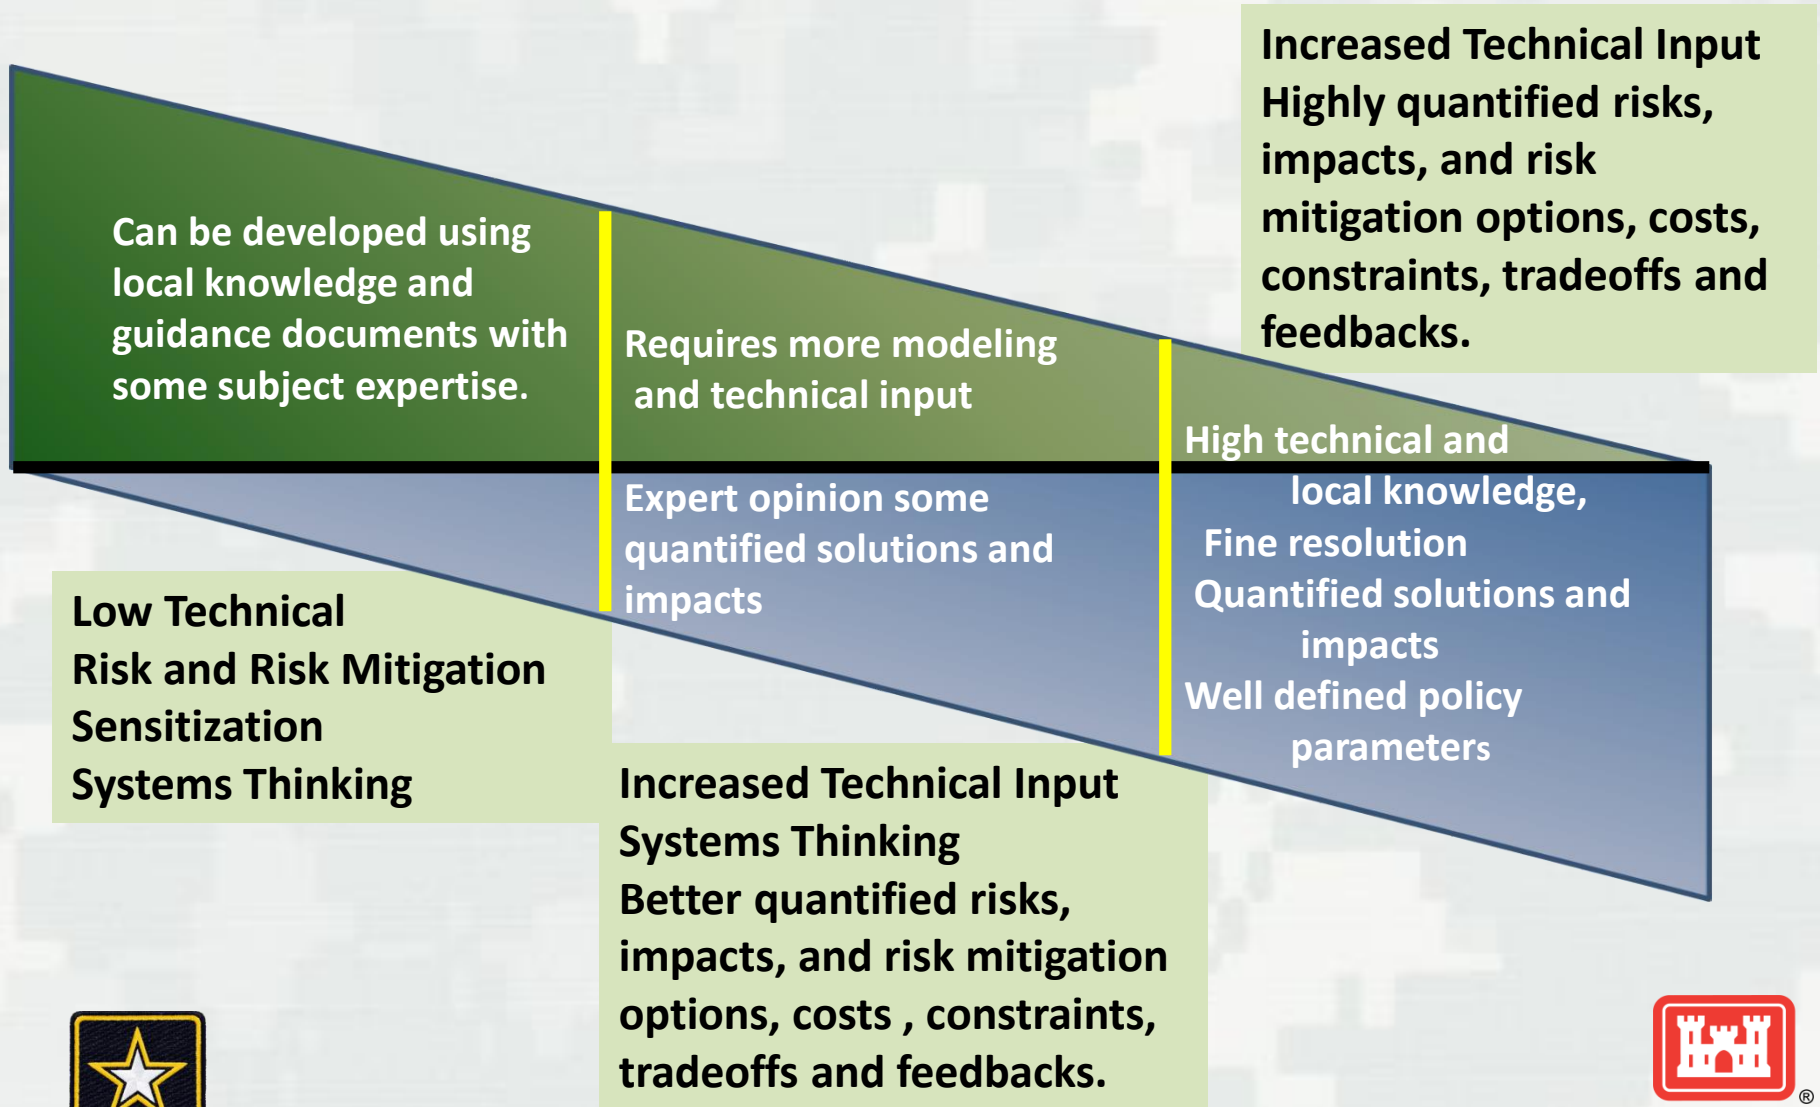 Increased Technical Input
Highly quantified risks,
impacts, and risk
mitigation options, costs,
constraints, tradeoffs and
feedbacks.
Can be developed using
local knowledge and
guidance documents with
some subject expertise.
Requires more modeling
and technical input
High technical and
local knowledge,
Fine resolution
Quantified solutions and
impacts
Well defined policy
parameters
Expert opinion some
quantified solutions and
impacts
Low Technical
Risk and Risk Mitigation
Sensitization
Systems Thinking
Increased Technical Input
Systems Thinking
Better quantified risks,
impacts, and risk mitigation
options, costs , constraints,
tradeoffs and feedbacks.
®